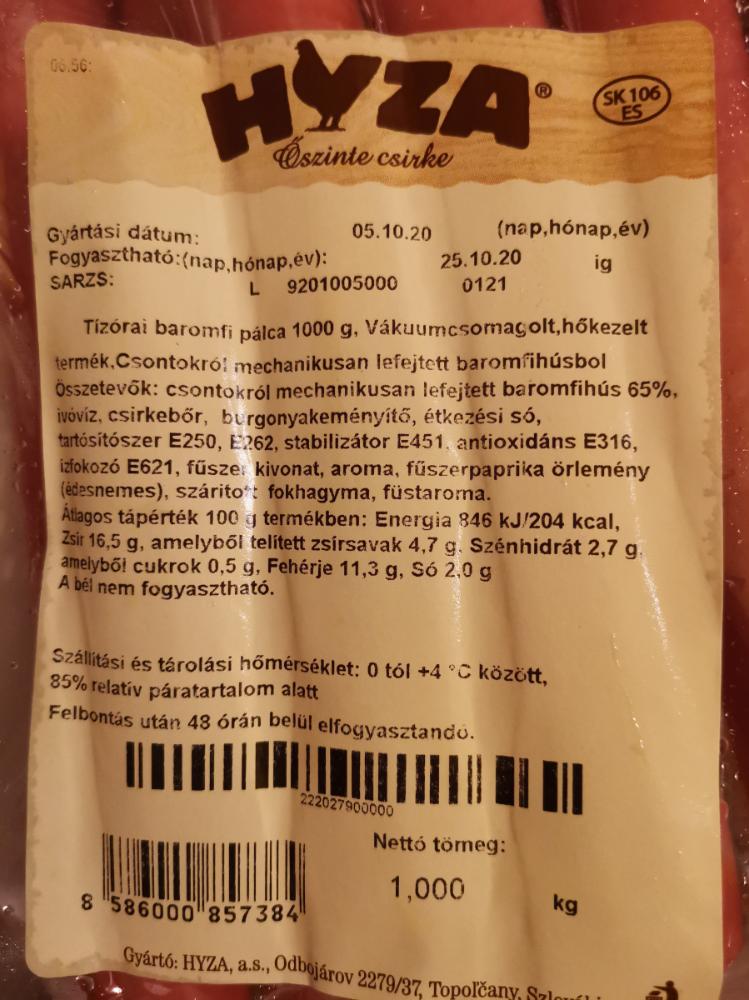 06.56:
HYZA®
Őszinte csirke
SK 106
ES
Gyártási dátum: 05.10.20 (nap,hónap,év)
Fogyasztható:(nap,hónap,év): 25.10.20 ig
SARZS: L 9201005000 0121
Tízórai baromfi pálca 1000 g, Vákuumcsomagolt,hőkezelt
termék,Csontokról mechanikusan lefejtett baromfihúsbol
Összetevők: csontokról mechanikusan lefejtett baromfihús 65%,
ivóvíz, csirkebőr, burgonyakeményítő, étkezési só,
tartósítószer E250, E262, stabilizátor E451, antioxidáns E316,
ízfokozó E621, fűszer kivonat, aroma, fűszerpaprika örlemény
(édesnemes), szárított fokhagyma, füstaroma.
Átlagos tápérték 100 g termékben: Energia 846 kJ/204 kcal,
Zsír 16,5 g, amelyből telített zsírsavak 4,7 g. Szénhidrát 2,7 g,
amelyből cukrok 0,5 g, Fehérje 11,3 g, Só 2,0 g
A bél nem fogyasztható.
Szállítási és tárolási hőmérséklet: 0 tól +4 °C között,
85% relatív páratartalom alatt
Felbontás után 48 órán belül elfogyasztandó.
222027900000
Nettó tömeg:
1,000 kg
8 586000 857384
Gyártó: HYZA, a.s., Odbojárov 2279/37, Topoľčany,